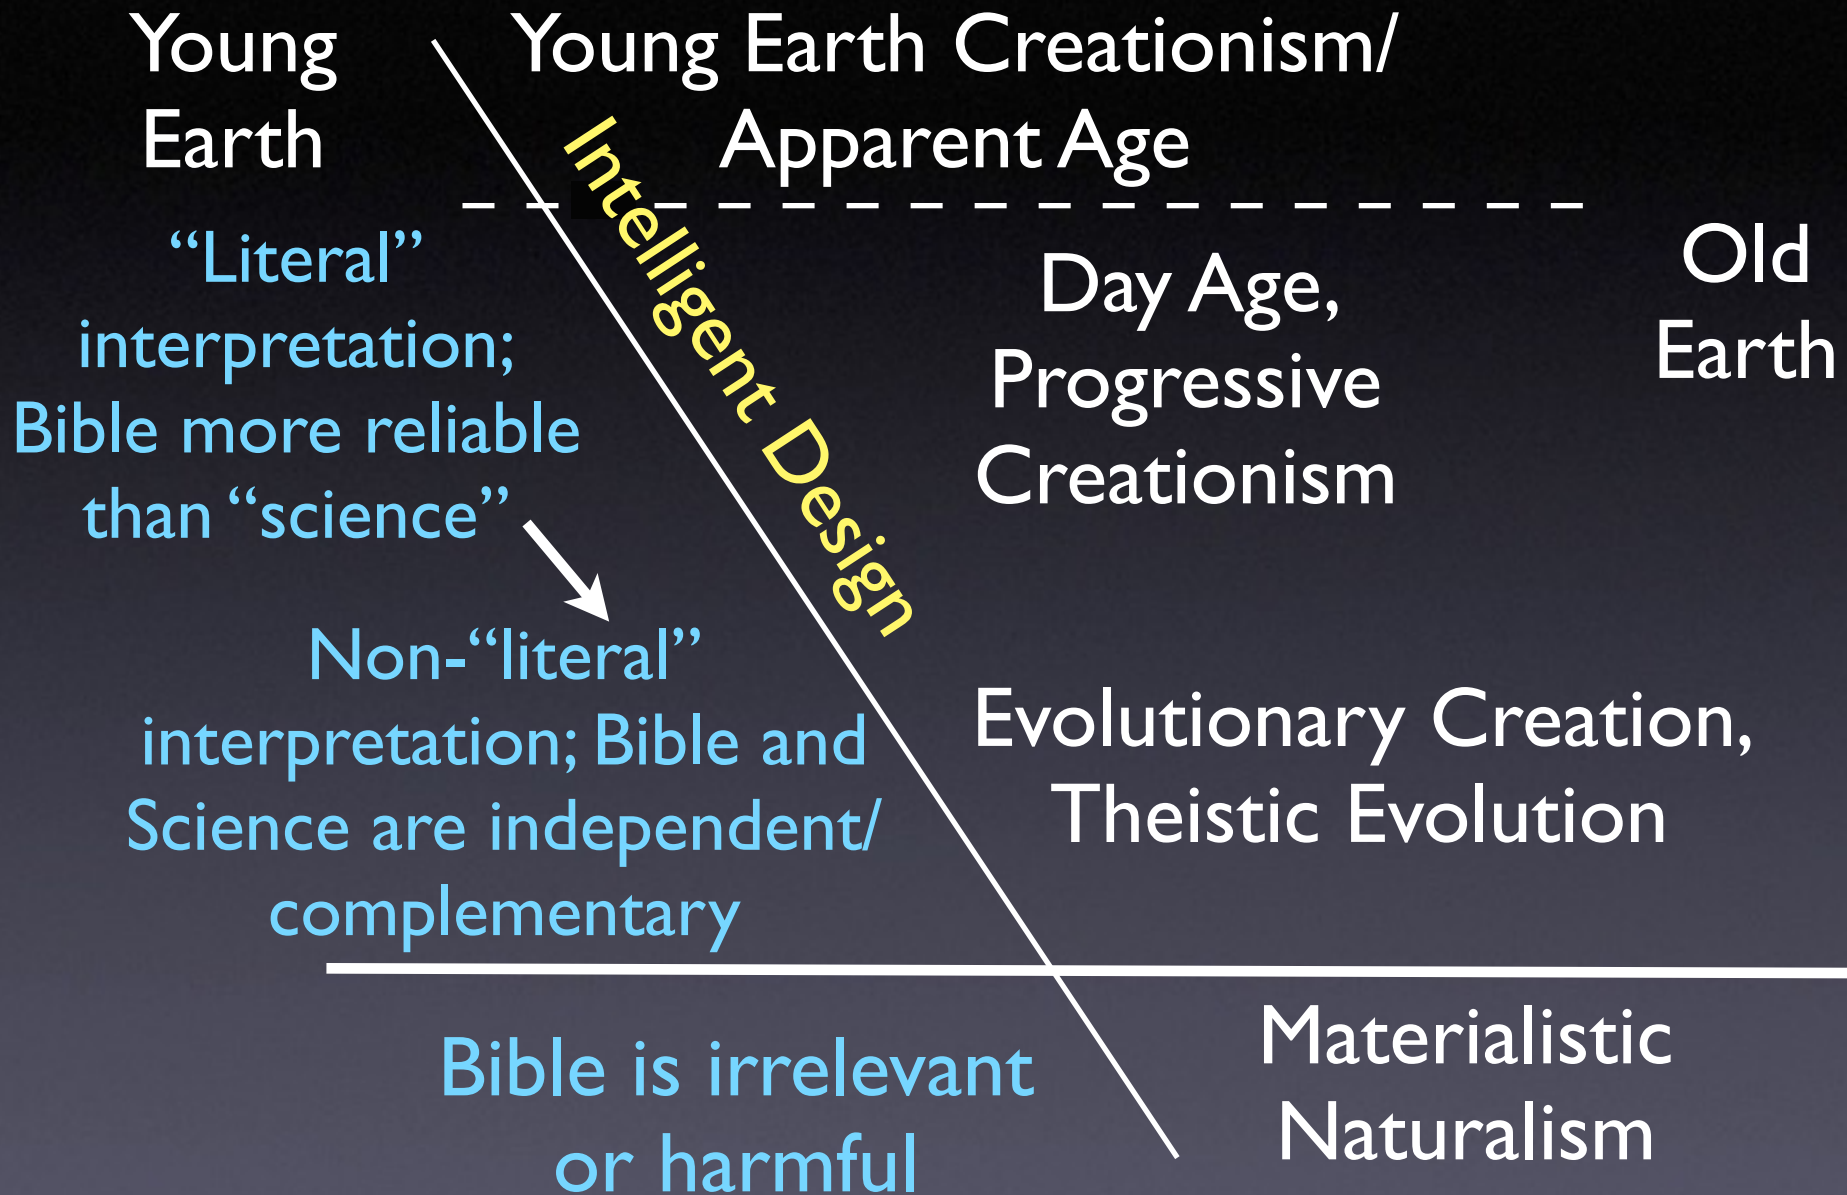 Young
Earth
Young Earth Creationism/
Apparent Age
Intelligent Design
“Literal”
interpretation;
Bible more reliable
than “science”
Day Age,
Progressive
Creationism
Old
Earth
Non-“literal”
interpretation; Bible and
Science are independent/
complementary
Evolutionary Creation,
Theistic Evolution
Bible is irrelevant
or harmful
Materialistic
Naturalism